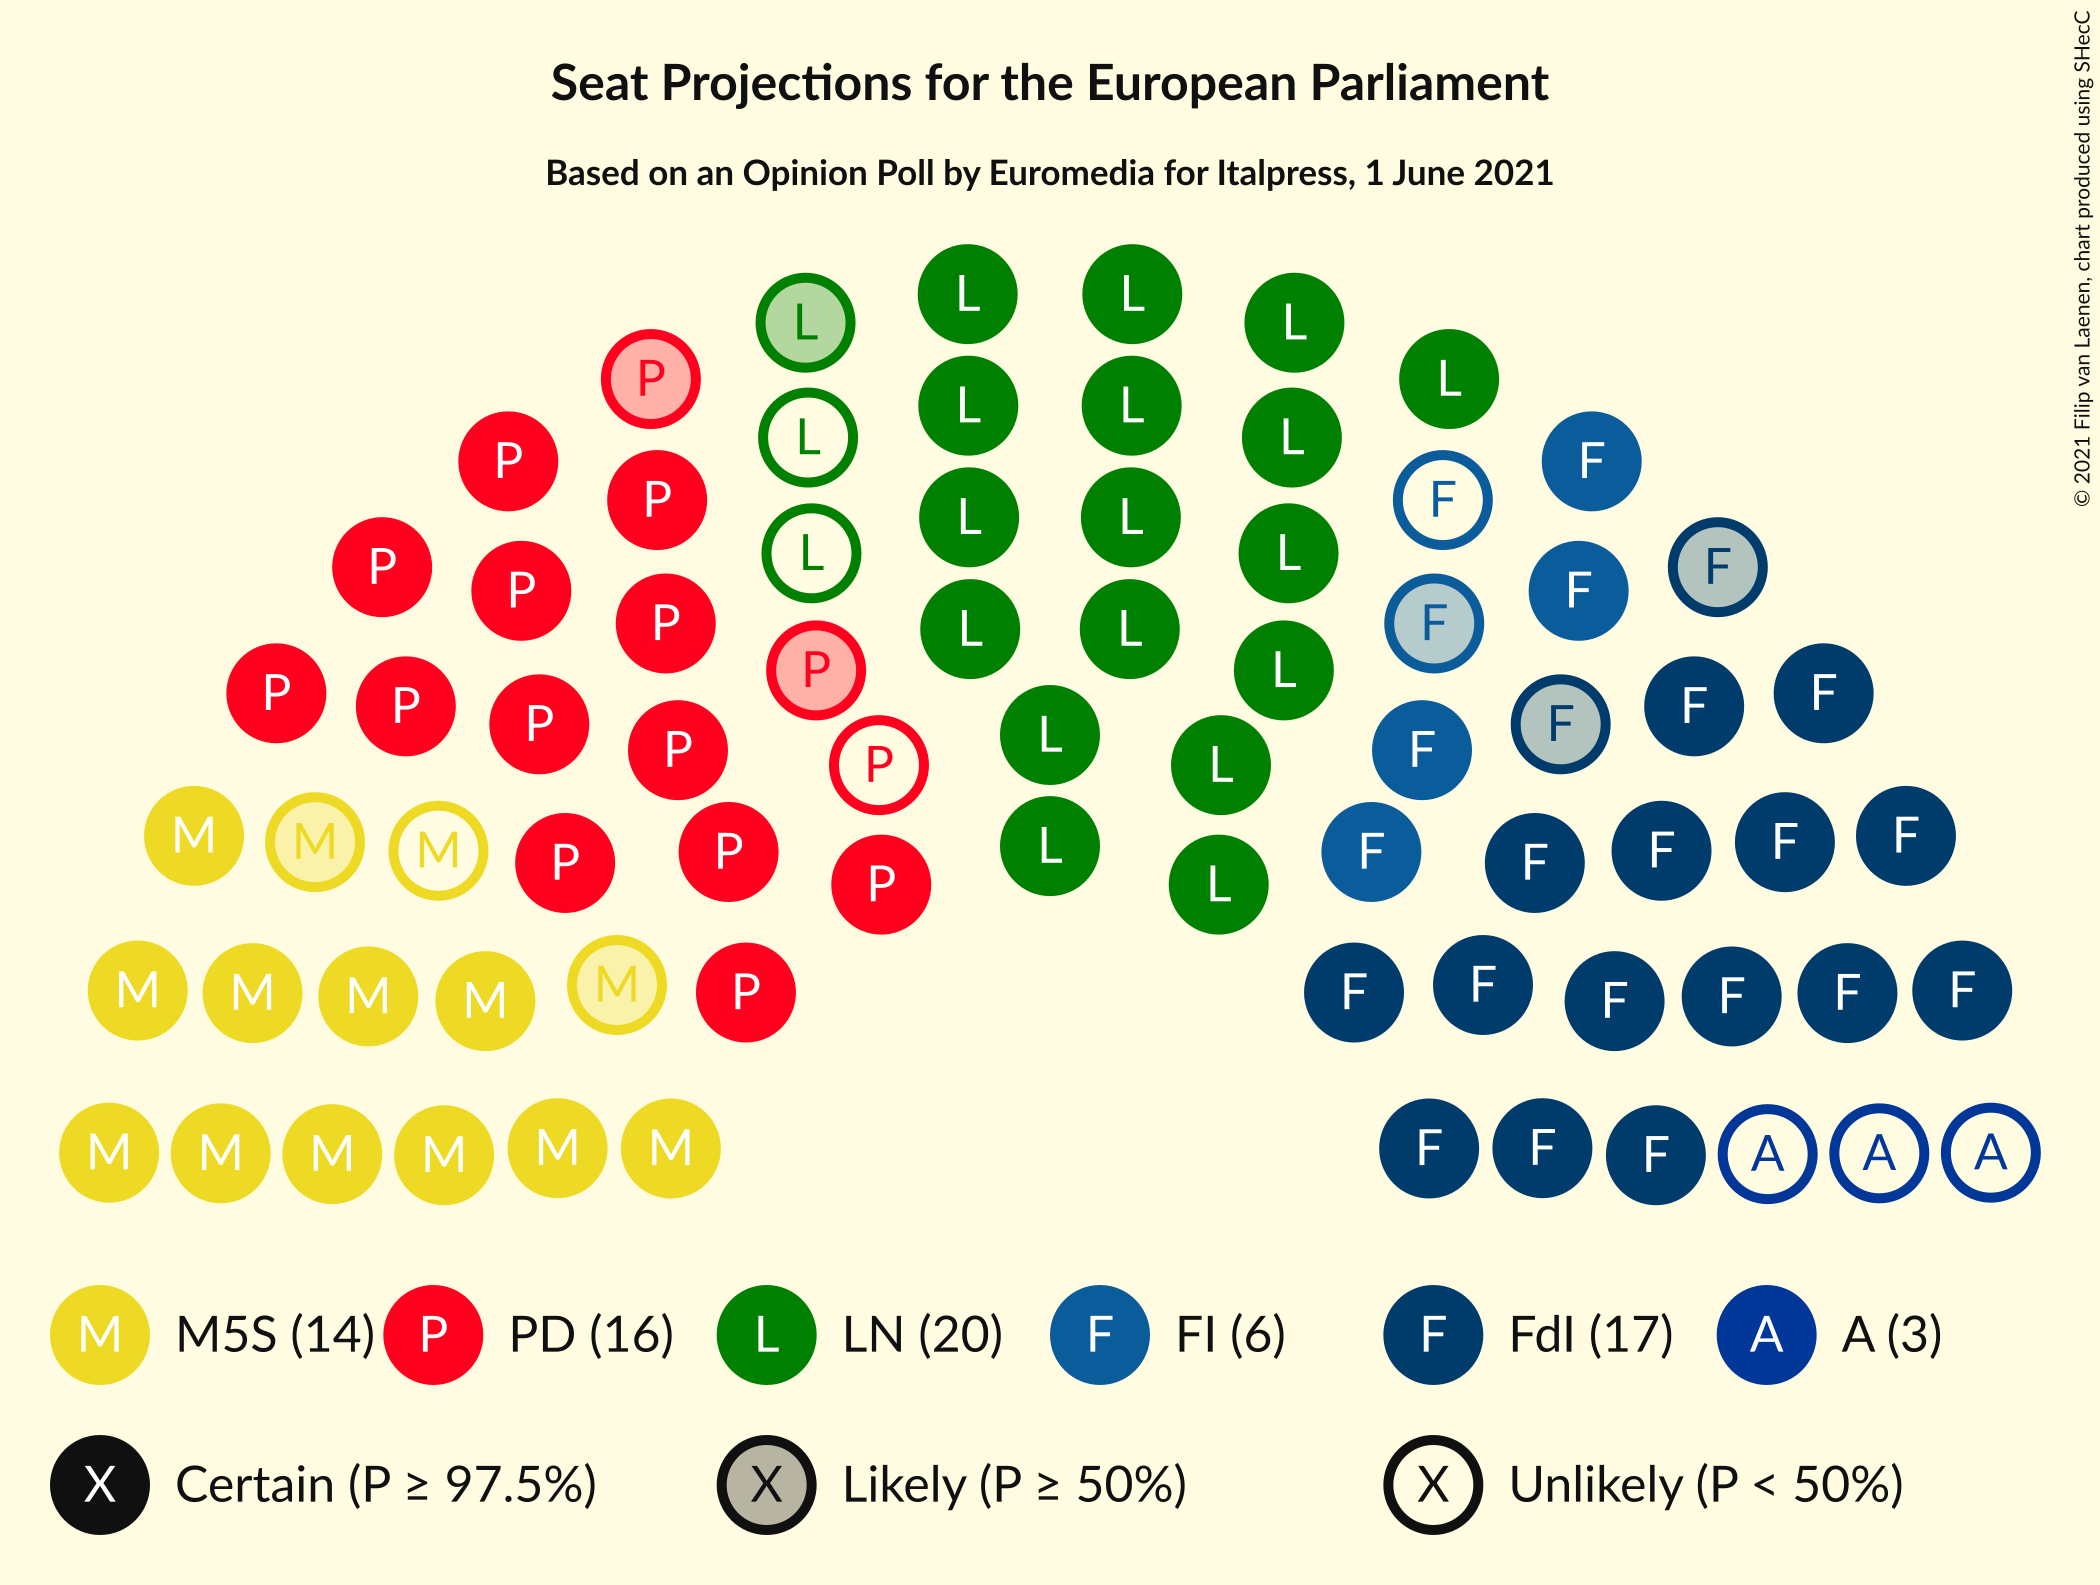 Seat Projections for the European Parliament
Based on an Opinion Poll by Euromedia for Italpress, 1 June 2021
© 2021 Filip van Laenen, chart produced using SHecC
L L
L L
P L L
L L
L L
P F F
P F P
L L L
L L F
P P F F
P L L
P L
P F F
P P P L F F
P P F
M M M P P L P F F F F F
M M M M M P P L F F F F F F F
M M M M M M F F F A A A
M M5S (14) P PD (16) L LN (20) F FI (6) F FdI (17) A A (3)
X Certain (P ≥ 97.5%) X Likely (P ≥ 50%) X Unlikely (P < 50%)